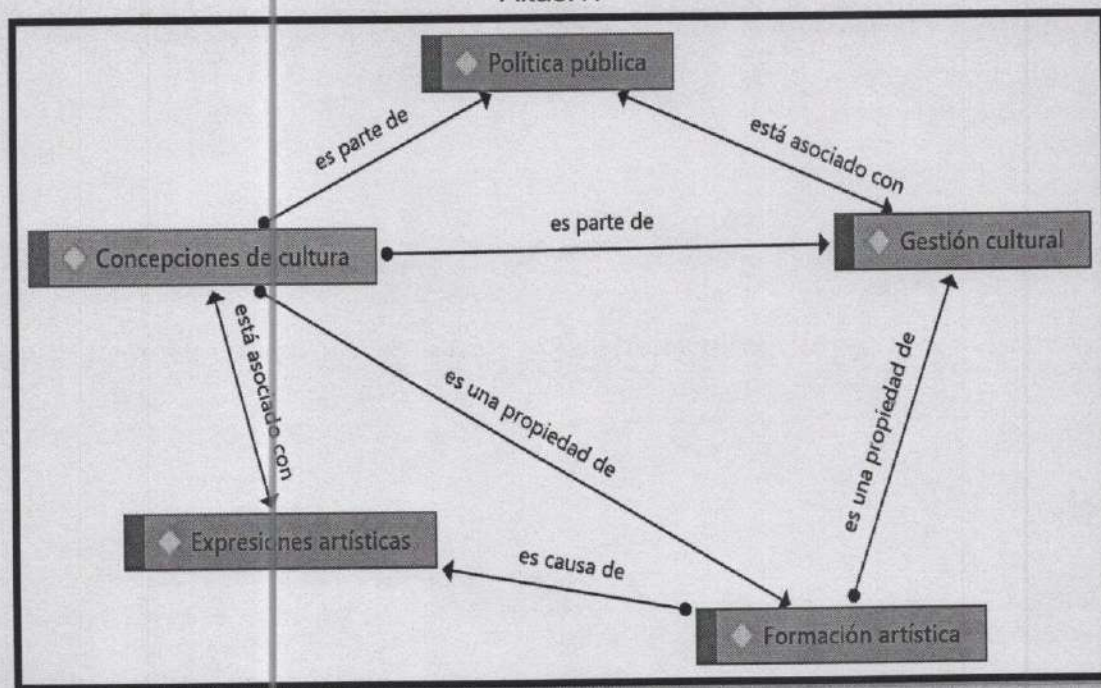 Política pública
es parte de
está asociado con
es parte de
Concepciones de cultura
Gestión cultural
está asociado con
es una propiedad de
es una propiedad de
Expresiones artísticas
es causa de
Formación artística